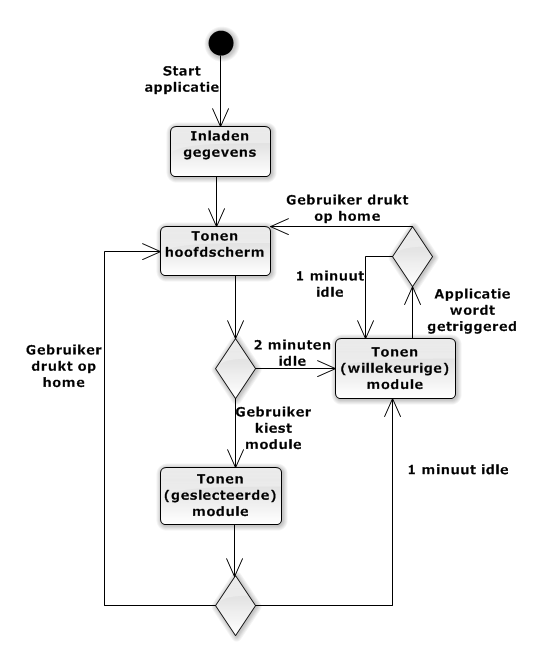 Start
applicatie
Inladen
gegevens
Gebruiker drukt
op home
Tonen
hoofdscherm
1 minuut
idle
Applicatie
wordt
getriggered
2 minuten
idle
Tonen
(willekeurige)
module
Gebruiker
drukt op
home
Gebruiker
kiest
module
1 minuut idle
Tonen
(geslecteerde)
module